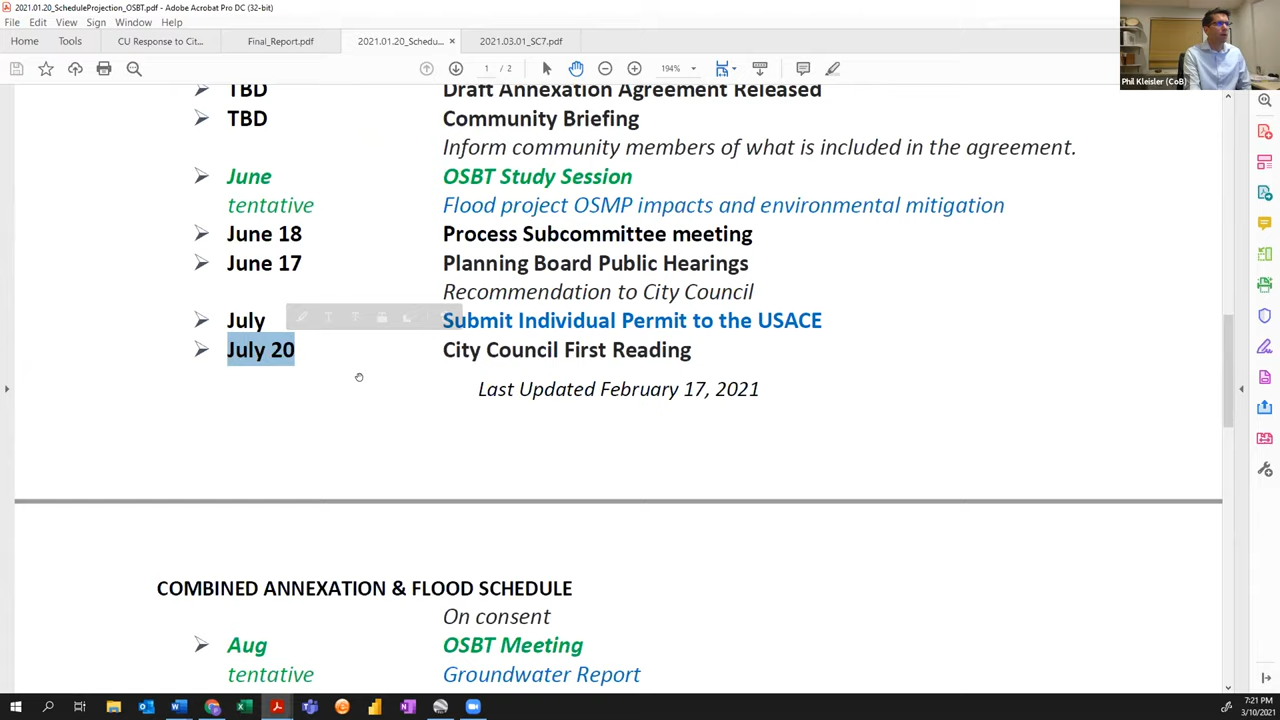 2021.01.20_ScheduleProjection_OSBT.pdf - Adobe Acrobat Pro DC (32-bit)
File Edit View Sign Window Help
Home Tools CU Response to Cit... Final_Report.pdf 2021.01.20_Schedu... × 2021.03.01_SC7.pdf
1 / 2 194%
Phil Kleisler (CoB)
TBD Draft Annexation Agreement Released
TBD Community Briefing
Inform community members of what is included in the agreement.
June OSBT Study Session
tentative Flood project OSMP impacts and environmental mitigation
June 18 Process Subcommittee meeting
June 17 Planning Board Public Hearings
Recommendation to City Council
July Submit Individual Permit to the USACE
July 20 City Council First Reading
Last Updated February 17, 2021
COMBINED ANNEXATION & FLOOD SCHEDULE
On consent
Aug OSBT Meeting
tentative Groundwater Report
7:21 PM
3/10/2021